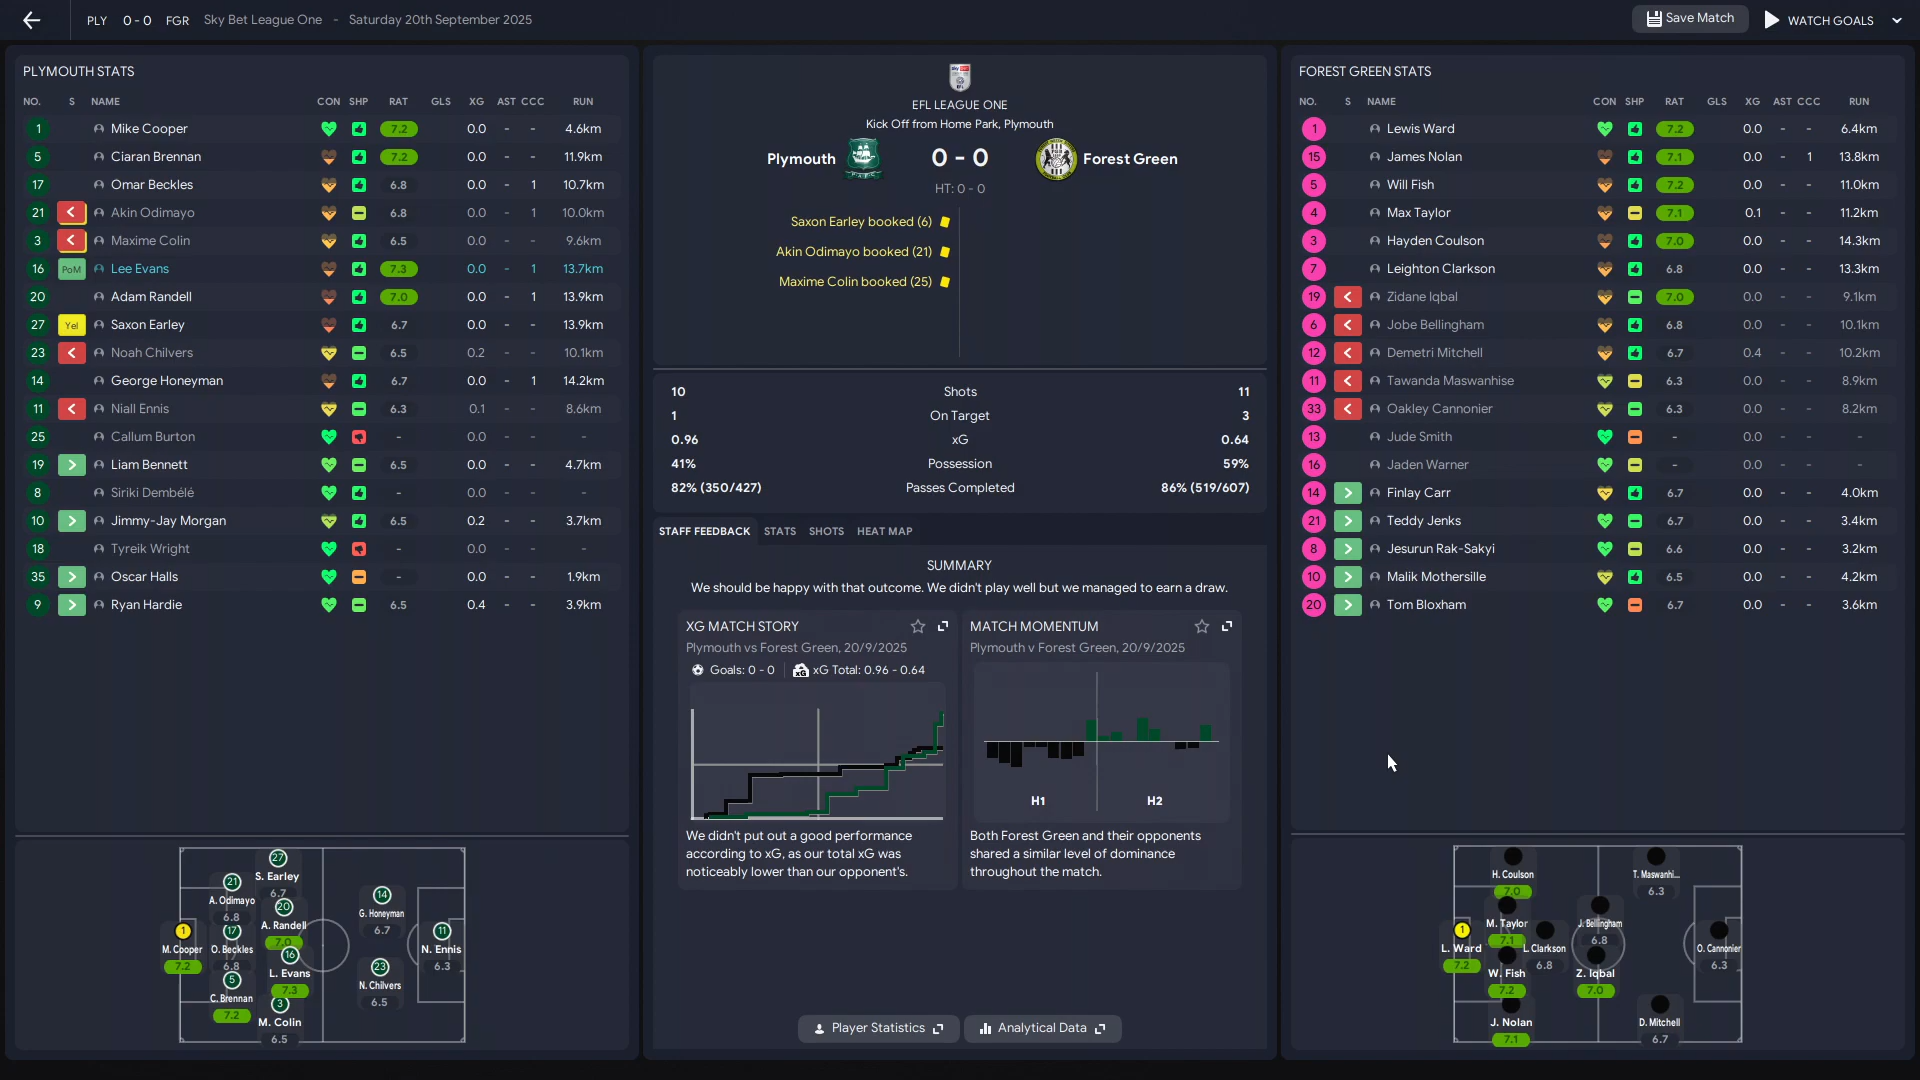 PLY 0 - 0 FGR Sky Bet League One - Saturday 20th September 2025 Save Match WATCH GOALS
PLYMOUTH STATS
NO. S NAME CON SHP RAT GLS XG AST CCC RUN
1 Mike Cooper 7.2 0.0 - - 4.6km
5 Ciaran Brennan 7.2 0.0 - - 11.9km
17 Omar Beckles 6.8 0.0 - 1 10.7km
21 Akin Odimayo 6.8 0.0 - 1 10.0km
3 Maxime Colin 6.5 0.0 - - 9.6km
16 PoM Lee Evans 7.3 0.0 - 1 13.7km
20 Adam Randell 7.0 0.0 - 1 13.9km
27 Yel Saxon Earley 6.7 0.0 - - 13.9km
23 Noah Chilvers 6.5 0.2 - - 10.1km
14 George Honeyman 6.7 0.0 - 1 14.2km
11 Niall Ennis 6.3 0.1 - - 8.6km
25 Callum Burton - 0.0 - - -
19 Liam Bennett 6.5 0.0 - - 4.7km
8 Siriki Dembélé - 0.0 - - -
10 Jimmy-Jay Morgan 6.5 0.2 - - 3.7km
18 Tyreik Wright - 0.0 - - -
35 Oscar Halls - 0.0 - - 1.9km
9 Ryan Hardie 6.5 0.4 - - 3.9km
27
S. Earley
6.7
21
A. Odimayo
6.8
20
A. Randell
7.0
14
G. Honeyman
6.7
1
M. Cooper
7.2
17
O. Beckles
6.8
16
L. Evans
7.3
11
N. Ennis
6.3
5
C. Brennan
7.2
23
N. Chilvers
6.5
3
M. Colin
6.5
EFL LEAGUE ONE
Kick Off from Home Park, Plymouth
Plymouth 0 - 0 Forest Green
HT: 0 - 0
Saxon Earley booked (6)
Akin Odimayo booked (21)
Maxime Colin booked (25)
10 Shots 11
1 On Target 3
0.96 xG 0.64
41% Possession 59%
82% (350/427) Passes Completed 86% (519/607)
STAFF FEEDBACK STATS SHOTS HEAT MAP
SUMMARY
We should be happy with that outcome. We didn't play well but we managed to earn a draw.
XG MATCH STORY
Plymouth vs Forest Green, 20/9/2025
Goals: 0 - 0 xG xG Total: 0.96 - 0.64
We didn't put out a good performance
according to xG, as our total xG was
noticeably lower than our opponent's.
MATCH MOMENTUM
Plymouth v Forest Green, 20/9/2025
H1 H2
Both Forest Green and their opponents
shared a similar level of dominance
throughout the match.
Player Statistics Analytical Data
FOREST GREEN STATS
NO. S NAME CON SHP RAT GLS XG AST CCC RUN
1 Lewis Ward 7.2 0.0 - - 6.4km
15 James Nolan 7.1 0.0 - 1 13.8km
5 Will Fish 7.2 0.0 - - 11.0km
4 Max Taylor 7.1 0.1 - - 11.2km
3 Hayden Coulson 7.0 0.0 - - 14.3km
7 Leighton Clarkson 6.8 0.0 - - 13.3km
19 Zidane Iqbal 7.0 0.0 - - 9.1km
6 Jobe Bellingham 6.8 0.0 - - 10.1km
12 Demetri Mitchell 6.7 0.4 - - 10.2km
11 Tawanda Maswanhise 6.3 0.0 - - 8.9km
33 Oakley Cannonier 6.3 0.0 - - 8.2km
13 Jude Smith - 0.0 - - -
16 Jaden Warner - 0.0 - - -
14 Finlay Carr 6.7 0.0 - - 4.0km
21 Teddy Jenks 6.7 0.0 - - 3.4km
8 Jesurun Rak-Sakyi 6.6 0.0 - - 3.2km
10 Malik Mothersille 6.5 0.0 - - 4.2km
20 Tom Bloxham 6.7 0.0 - - 3.6km
H. Coulson
7.0
T. Maswanhi...
6.3
M. Taylor
7.1
J. Bellingham
6.8
1
L. Ward
7.2
L. Clarkson
6.8
O. Cannonier
6.3
W. Fish
7.2
Z. Iqbal
7.0
J. Nolan
7.1
D. Mitchell
6.7